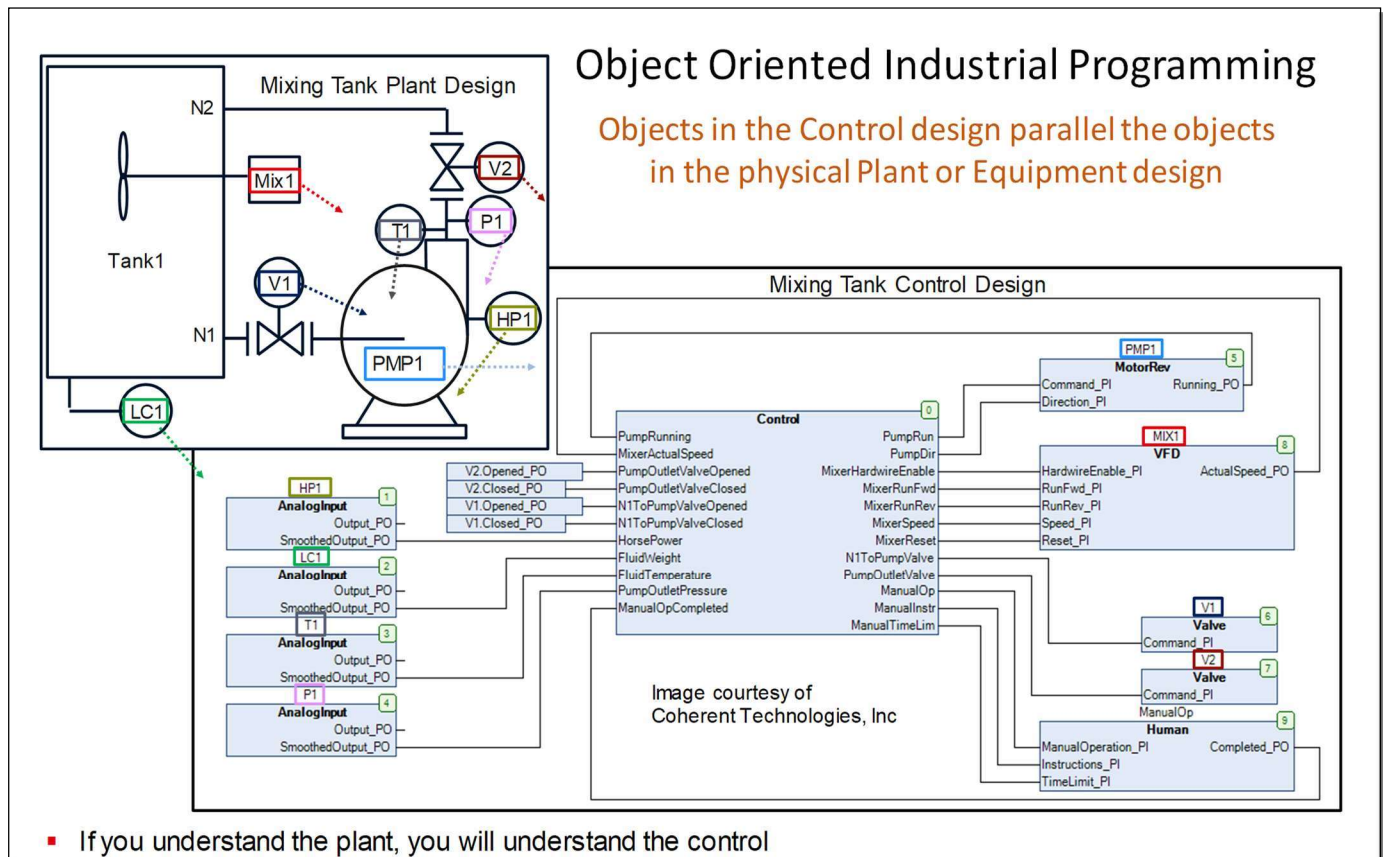 Object Oriented Industrial Programming
Objects in the Control design parallel the objects
in the physical Plant or Equipment design
Mixing Tank Plant Design
N2
Mix1
V2
T1
P1
Tank1
V1
N1
HP1
PMP1
LC1
Mixing Tank Control Design
HP1
1
AnalogInput
Output_PO
SmoothedOutput_PO
LC1
2
AnalogInput
Output_PO
SmoothedOutput_PO
T1
3
AnalogInput
Output_PO
SmoothedOutput_PO
P1
4
AnalogInput
Output_PO
SmoothedOutput_PO
V2.Opened_PO
V2.Closed_PO
V1.Opened_PO
V1.Closed_PO
0
Control
PumpRunning
MixerActualSpeed
PumpOutletValveOpened
PumpOutletValveClosed
N1ToPumpValveOpened
N1ToPumpValveClosed
HorsePower
FluidWeight
FluidTemperature
PumpOutletPressure
ManualOpCompleted
PumpRun
PumpDir
MixerHardwireEnable
MixerRunFwd
MixerRunRev
MixerSpeed
MixerReset
N1ToPumpValve
PumpOutletValve
ManualOp
ManualInstr
ManualTimeLim
PMP1
5
MotorRev
Command_PI
Running_PO
Direction_PI
MIX1
8
VFD
HardwireEnable_PI
ActualSpeed_PO
RunFwd_PI
RunRev_PI
Speed_PI
Reset_PI
V1
6
Valve
Command_PI
V2
7
Valve
Command_PI
ManualOp
9
Human
ManualOperation_PI
Completed_PO
Instructions_PI
TimeLimit_PI
Image courtesy of
Coherent Technologies, Inc
▪ If you understand the plant, you will understand the control